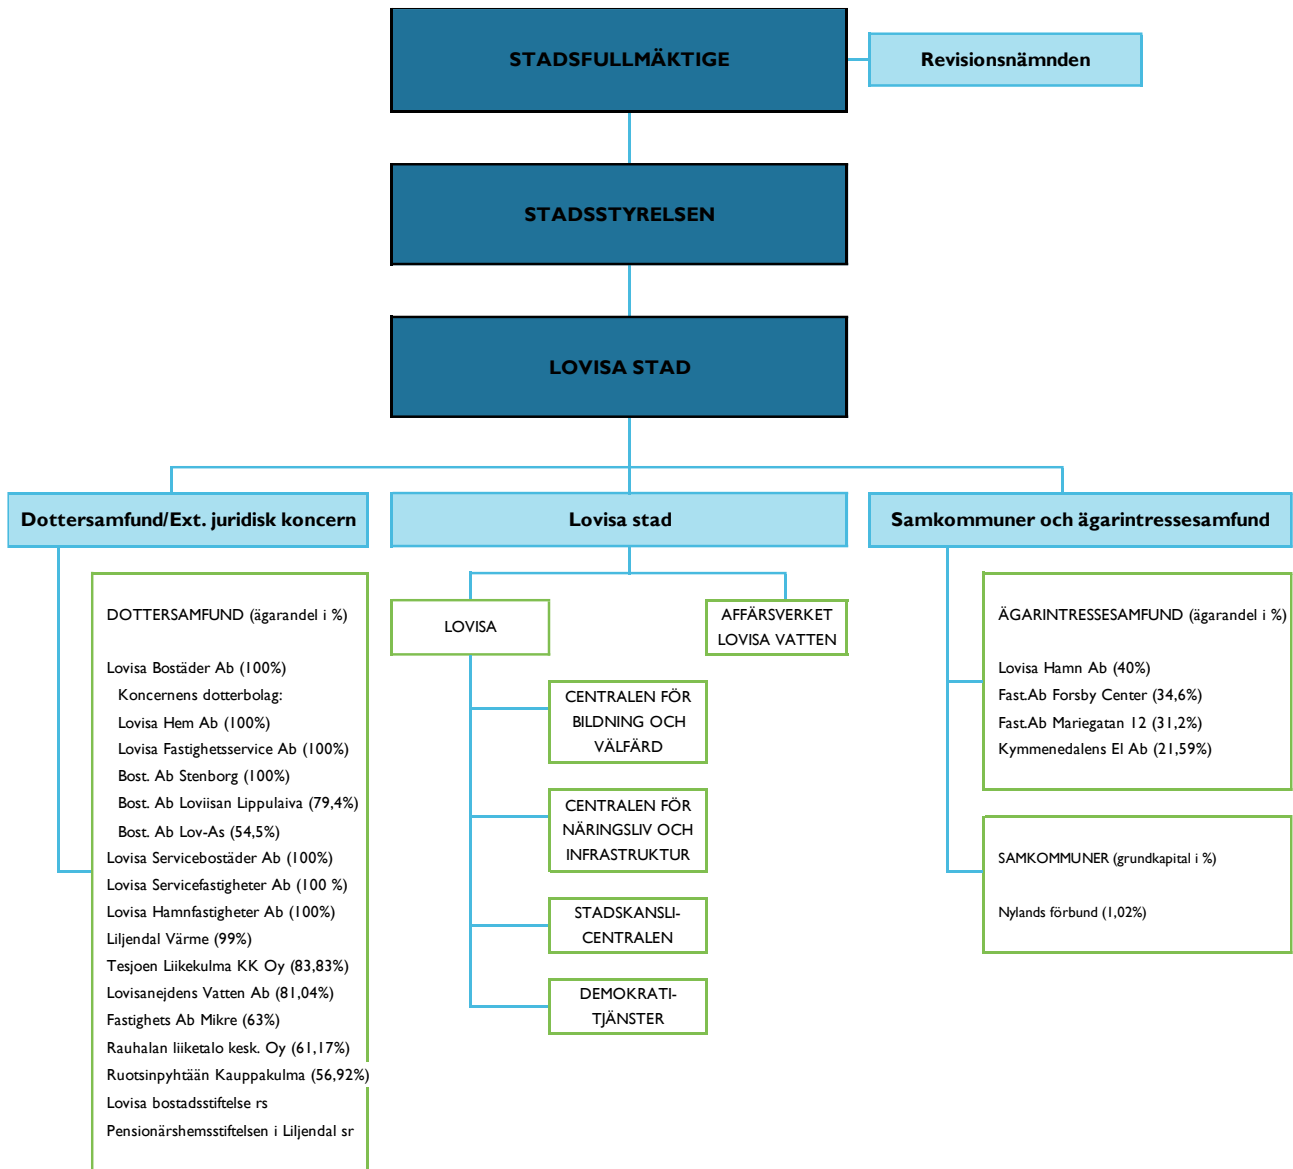 STADSFULLMÄKTIGE
Revisionsnämnden
STADSSTYRELSEN
LOVISA STAD
Dottersamfund/Ext. juridisk koncern
Lovisa stad
Samkommuner och ägarintressesamfund
DOTTERSAMFUND (ägarandel i %)
Lovisa Bostäder Ab (100%)
Koncernens dotterbolag:
Lovisa Hem Ab (100%)
Lovisa Fastighetsservice Ab (100%)
Bost. Ab Stenborg (100%)
Bost. Ab Loviisan Lippulaiva (79,4%)
Bost. Ab Lov-As (54,5%)
Lovisa Servicebostäder Ab (100%)
Lovisa Servicefastigheter Ab (100 %)
Lovisa Hamnfastigheter Ab (100%)
Liljendal Värme (99%)
Tesjoen Liikekulma KK Oy (83,83%)
Lovisanejdens Vatten Ab (81,04%)
Fastighets Ab Mikre (63%)
Rauhalan liiketalo kesk. Oy (61,17%)
Ruotsinpyhtään Kauppakulma (56,92%)
Lovisa bostadsstiftelse rs
Pensionärshemsstiftelsen i Liljendal sr
LOVISA
AFFÄRSVERKET
LOVISA VATTEN
CENTRALEN FÖR
BILDNING OCH
VÄLFÄRD
CENTRALEN FÖR
NÄRINGSLIV OCH
INFRASTRUKTUR
STADSKANSLI-
CENTRALEN
DEMOKRATI-
TJÄNSTER
ÄGARINTRESSESAMFUND (ägarandel i %)
Lovisa Hamn Ab (40%)
Fast.Ab Forsby Center (34,6%)
Fast.Ab Mariegatan 12 (31,2%)
Kymmenedalens El Ab (21,59%)
SAMKOMMUNER (grundkapital i %)
Nylands förbund (1,02%)